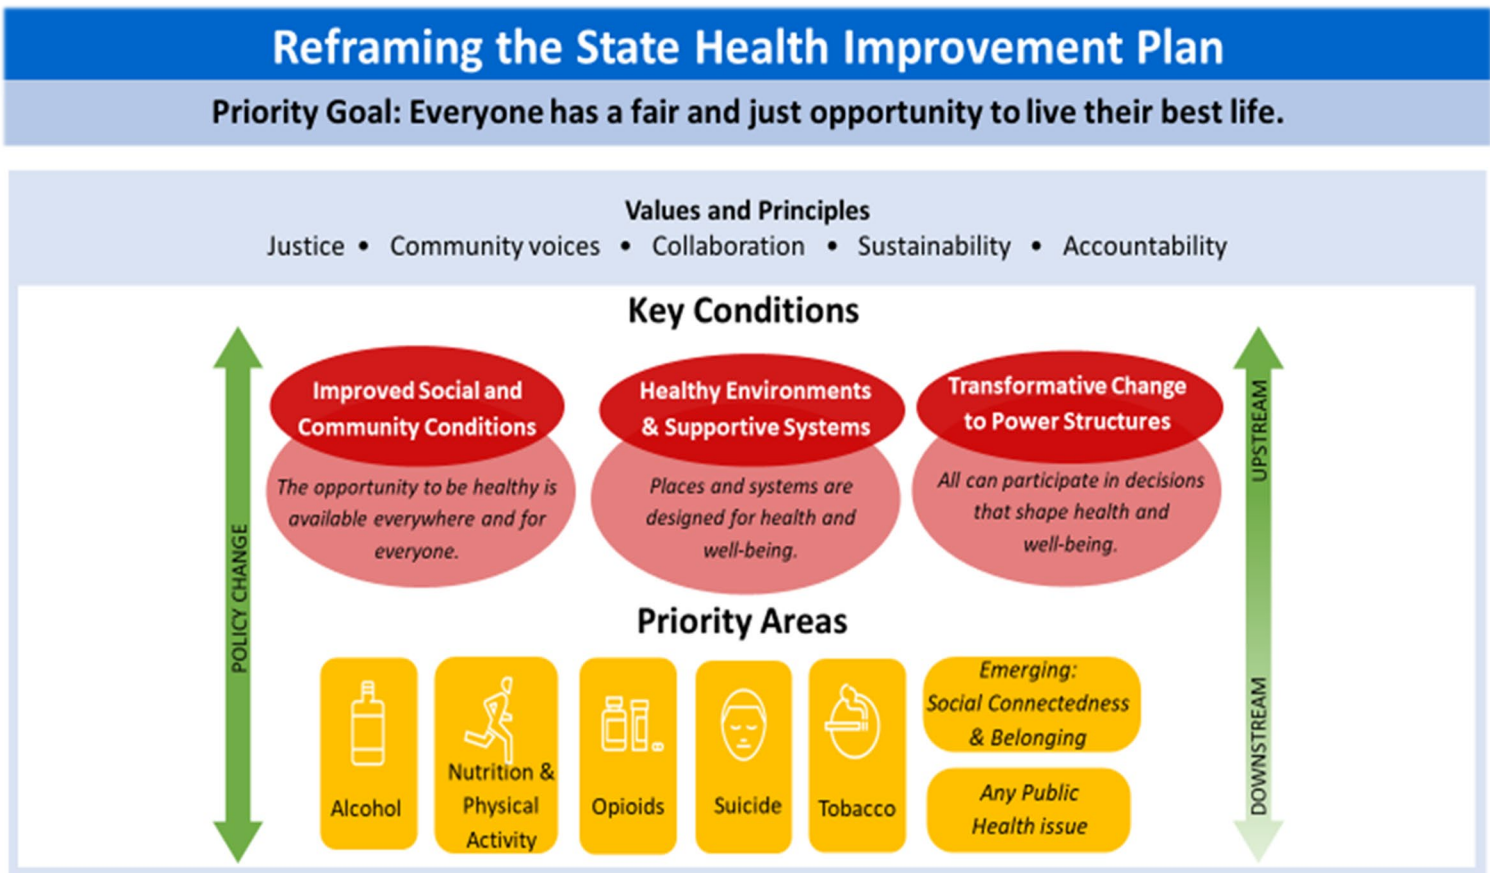 Reframing the State Health Improvement Plan
Priority Goal: Everyone has a fair and just opportunity to live their best life.
Values and Principles
Justice • Community voices • Collaboration • Sustainability • Accountability
Key Conditions
Improved Social and
Community Conditions
The opportunity to be healthy is
available everywhere and for
everyone.
Healthy Environments
& Supportive Systems
Places and systems are
designed for health and
well-being.
Transformative Change
to Power Structures
All can participate in decisions
that shape health and
well-being.
POLICY CHANGE
UPSTREAM
DOWNSTREAM
Priority Areas
Alcohol
Nutrition &
Physical
Activity
Opioids
Suicide
Tobacco
Emerging:
Social Connectedness
& Belonging
Any Public
Health issue